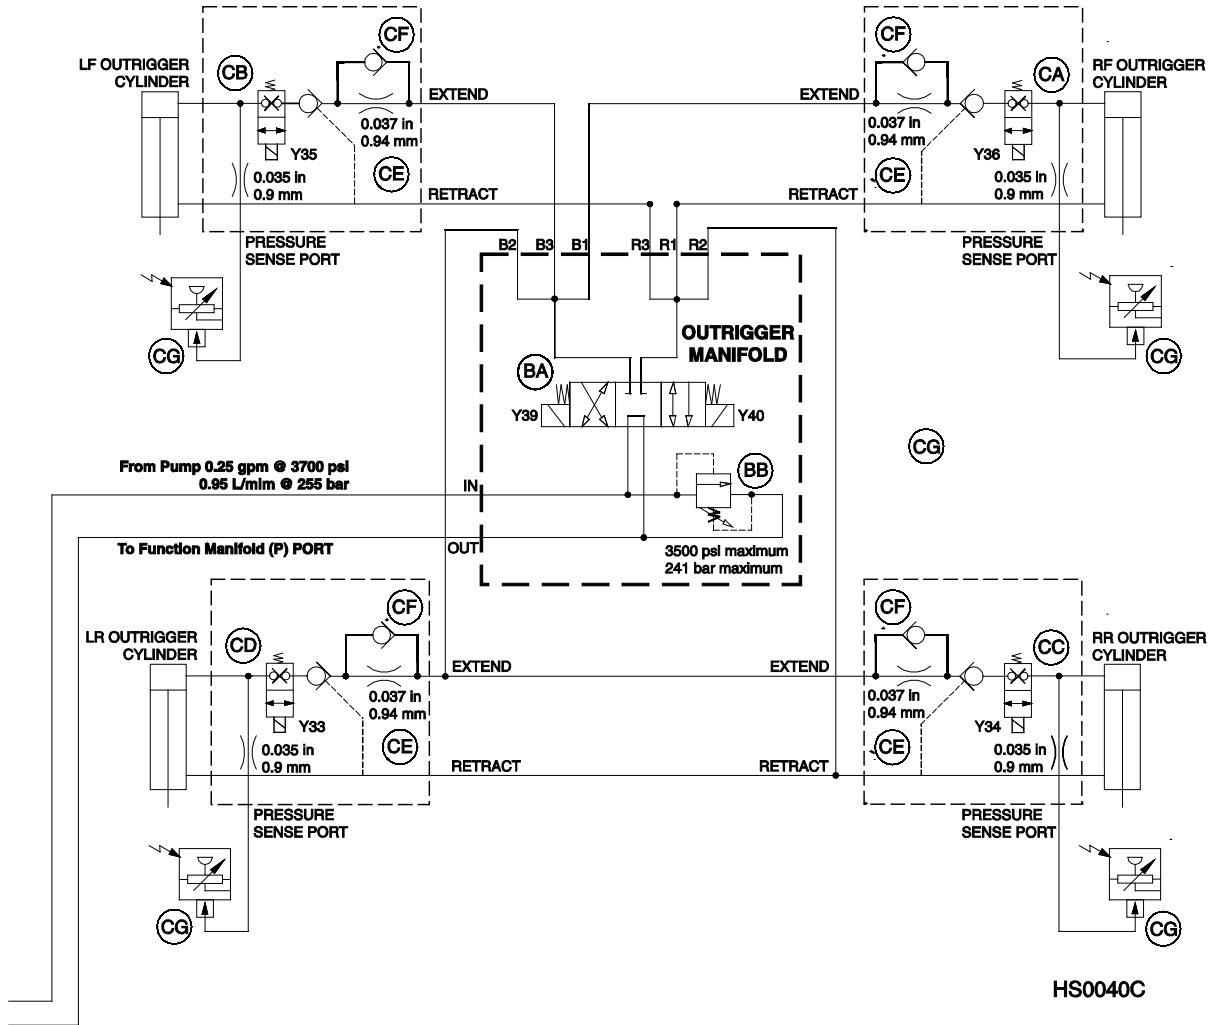 CF
CF
LF OUTRIGGER
CYLINDER
CB
CA
RF OUTRIGGER
CYLINDER
EXTEND
EXTEND
0.037 in
0.94 mm
0.037 in
0.94 mm
Y35
Y36
CE
CE
0.035 in
0.9 mm
0.035 in
0.9 mm
RETRACT
RETRACT
PRESSURE
SENSE PORT
B2
B3
B1
R3
R1
R2
PRESSURE
SENSE PORT
OUTRIGGER
MANIFOLD
CG
CG
BA
Y39
Y40
CG
From Pump 0.25 gpm @ 3700 psi
0.95 L/mim @ 255 bar
BB
IN
To Function Manifold (P) PORT
OUT
3500 psi maximum
241 bar maximum
CF
CF
LR OUTRIGGER
CYLINDER
CD
CC
RR OUTRIGGER
CYLINDER
EXTEND
EXTEND
0.037 in
0.94 mm
0.037 in
0.94 mm
Y33
Y34
CE
CE
0.035 in
0.9 mm
0.035 in
0.9 mm
RETRACT
RETRACT
PRESSURE
SENSE PORT
PRESSURE
SENSE PORT
CG
CG
HS0040C